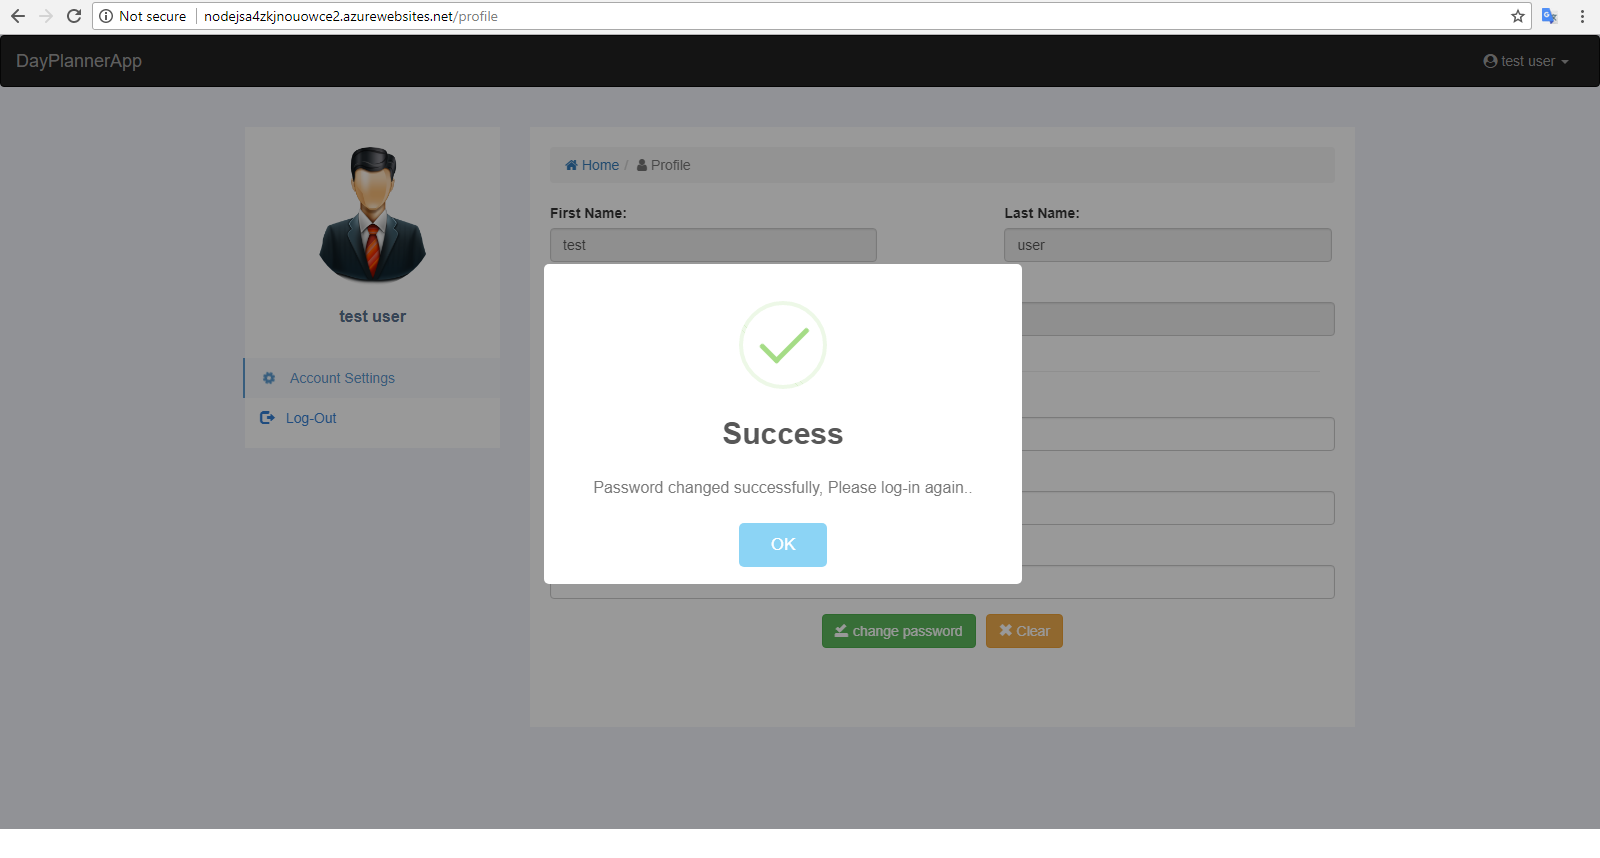 Not secure nodejsa4zkjnouowce2.azurewebsites.net/profile
DayPlannerApp
test user
Home / Profile
First Name: Last Name:
test user
test user
Account Settings
Log-Out
Success
Password changed successfully, Please log-in again..
OK
change password Clear